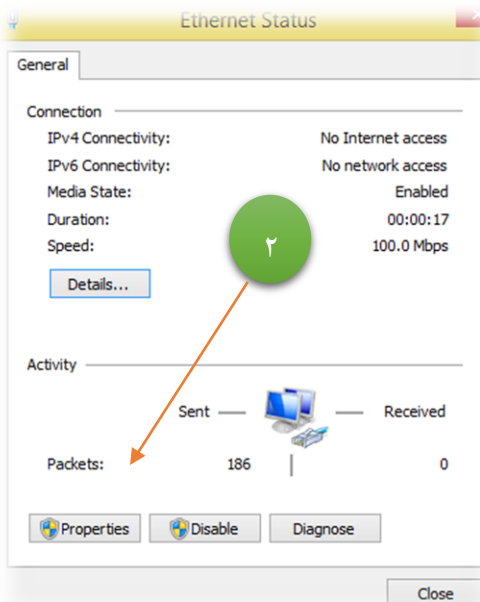 Ethernet Status
General
Connection
IPv4 Connectivity: No Internet access
IPv6 Connectivity: No network access
Media State: Enabled
Duration: 00:00:17
Speed: 100.0 Mbps
۲
Details...
Activity
Sent Received
Packets: 186 0
Properties Disable Diagnose
Close